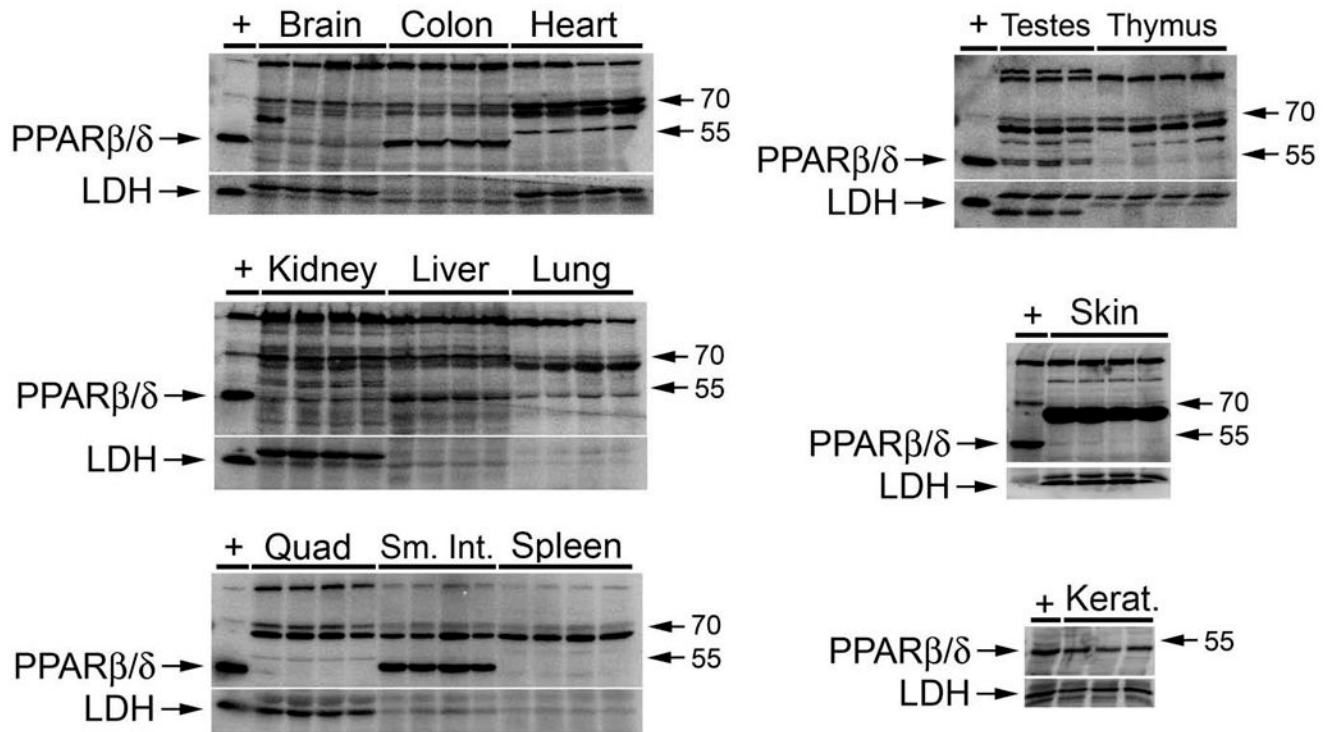 + Brain Colon Heart
70
55
PPARβ/δ
LDH
+ Testes Thymus
70
55
PPARβ/δ
LDH
+ Kidney Liver Lung
70
55
PPARβ/δ
LDH
+ Skin
70
55
PPARβ/δ
LDH
+ Quad Sm. Int. Spleen
70
55
PPARβ/δ
LDH
+ Kerat.
55
PPARβ/δ
LDH